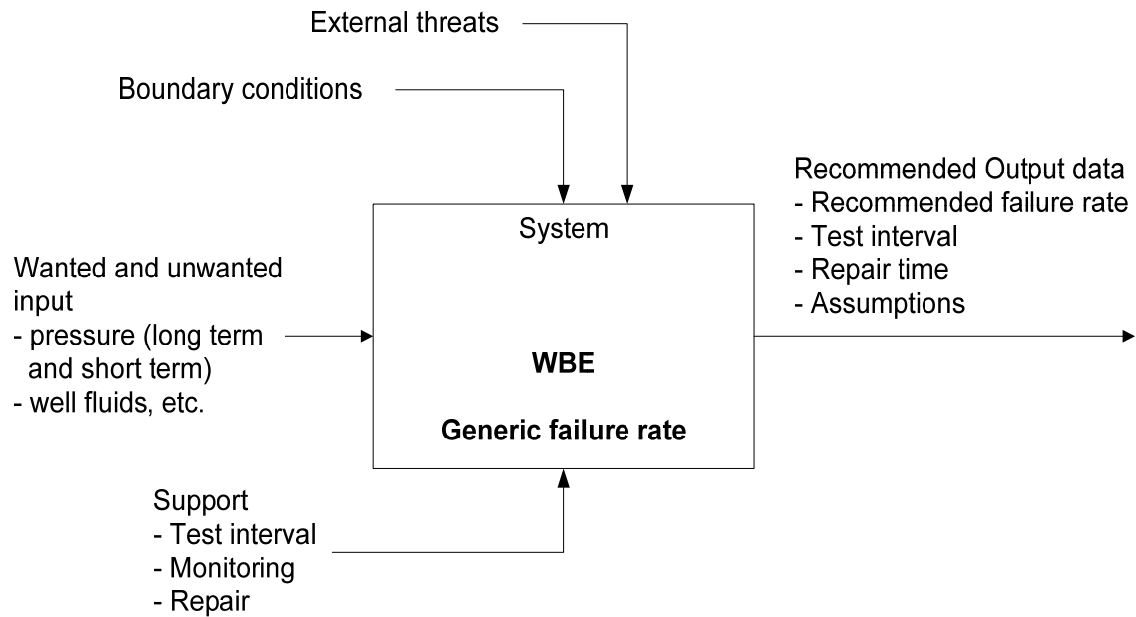 External threats
Boundary conditions
Recommended Output data
- Recommended failure rate
- Test interval
- Repair time
- Assumptions
System
WBE
Generic failure rate
Wanted and unwanted
input
- pressure (long term
and short term)
- well fluids, etc.
Support
- Test interval
- Monitoring
- Repair